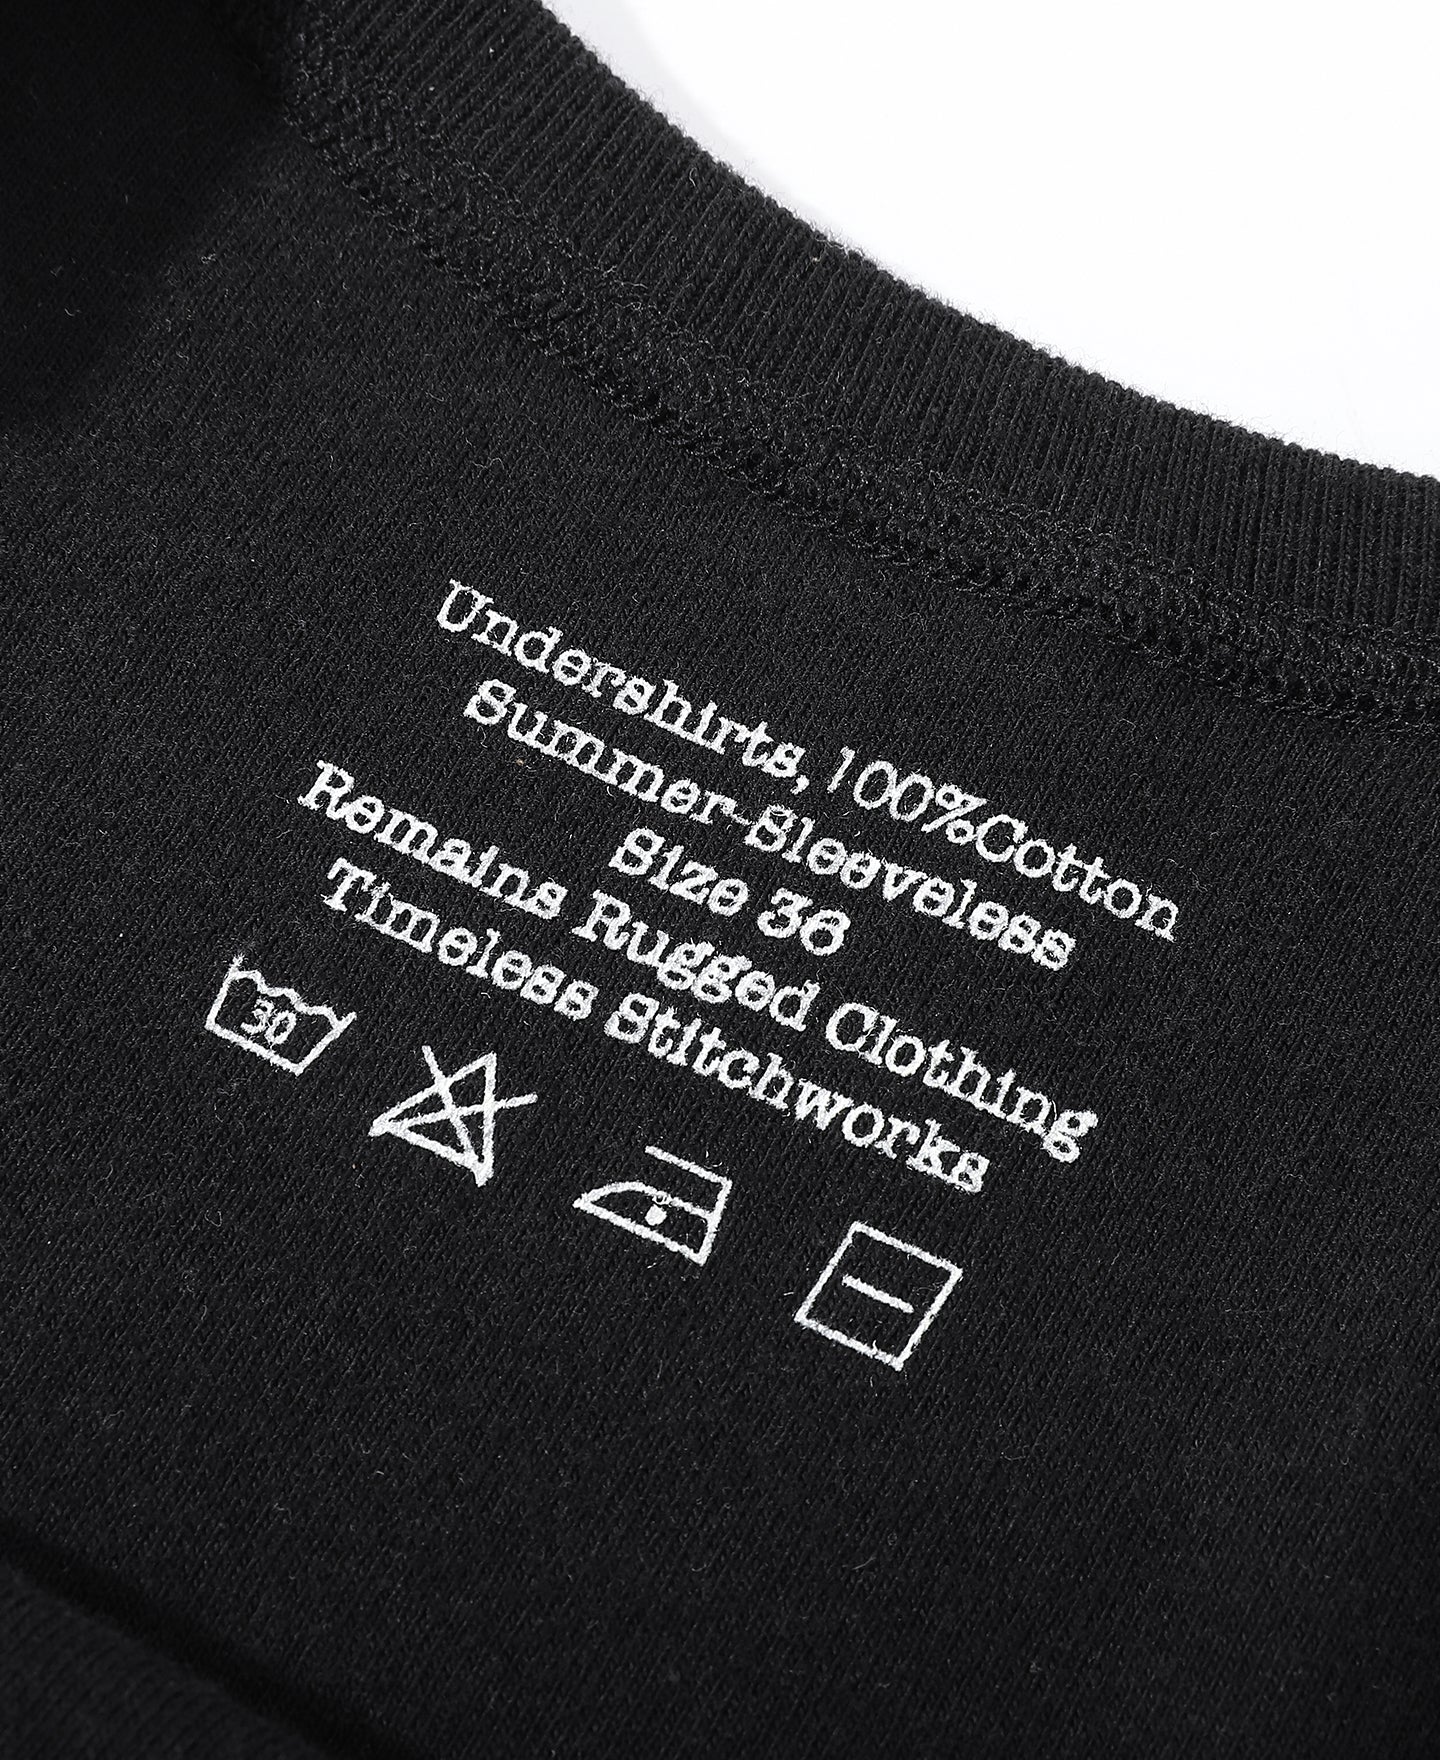 Undershirts, 100%Cotton
Summer-Sleeveless
Size 36
Remains Rugged Clothing
Timeless Stitchworks
30